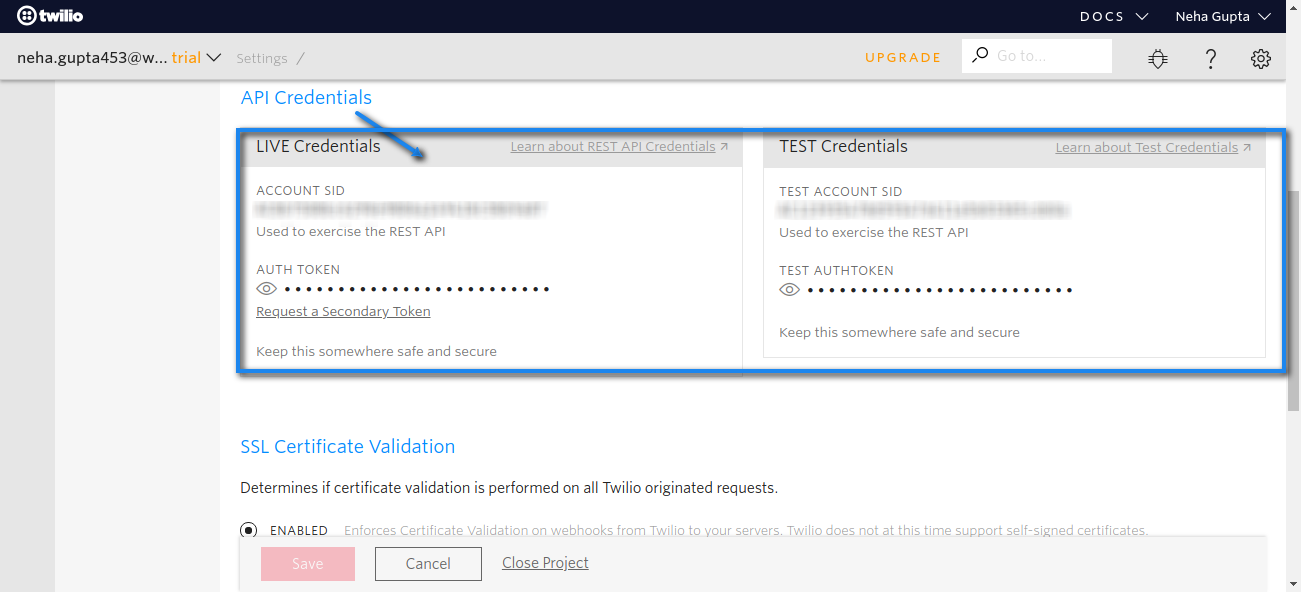 twilio
DOCS Neha Gupta
neha.gupta453@w... trial Settings / UPGRADE Go to...
API Credentials
LIVE Credentials Learn about REST API Credentials
ACCOUNT SID
Used to exercise the REST API
AUTH TOKEN
Request a Secondary Token
Keep this somewhere safe and secure
TEST Credentials Learn about Test Credentials
TEST ACCOUNT SID
Used to exercise the REST API
TEST AUTHTOKEN
Keep this somewhere safe and secure
SSL Certificate Validation
Determines if certificate validation is performed on all Twilio originated requests.
ENABLED Enforces Certificate Validation on webhooks from Twilio to your servers. Twilio does not at this time support self-signed certificates.
Save Cancel Close Project